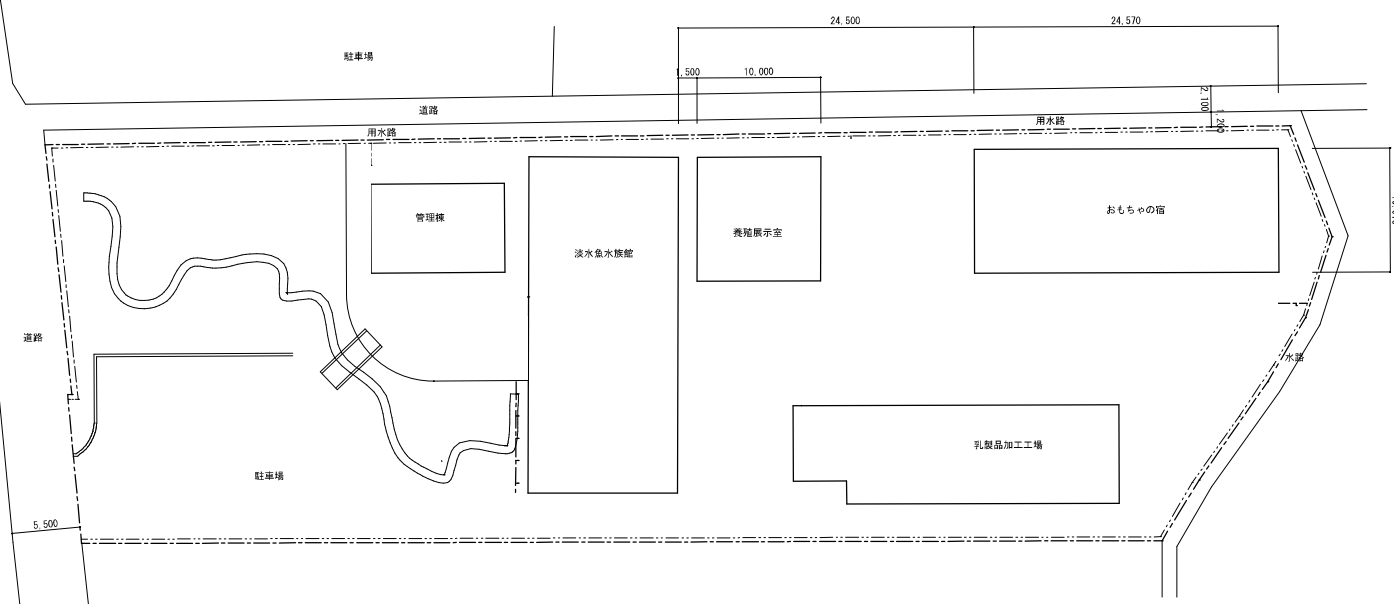 24,500
24,570
駐車場
1,500
10,000
2,100
道路
1,200
用水路
用水路
管理棟
おもちゃの宿
養殖展示室
淡水魚水族館
道路
水路
乳製品加工工場
駐車場
5,500